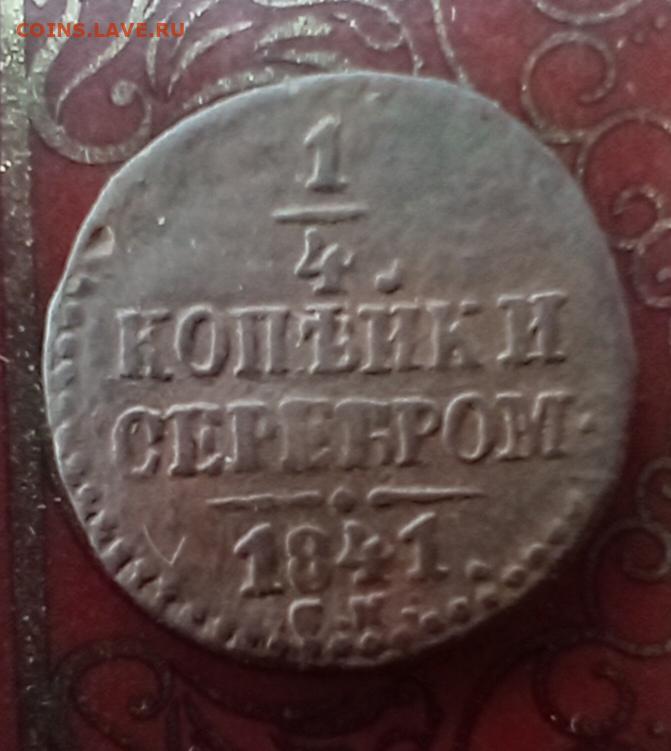 COINS.LAVE.RU
1
4.
КОПѢЙКИ
СЕРЕБРОМ.
1841.